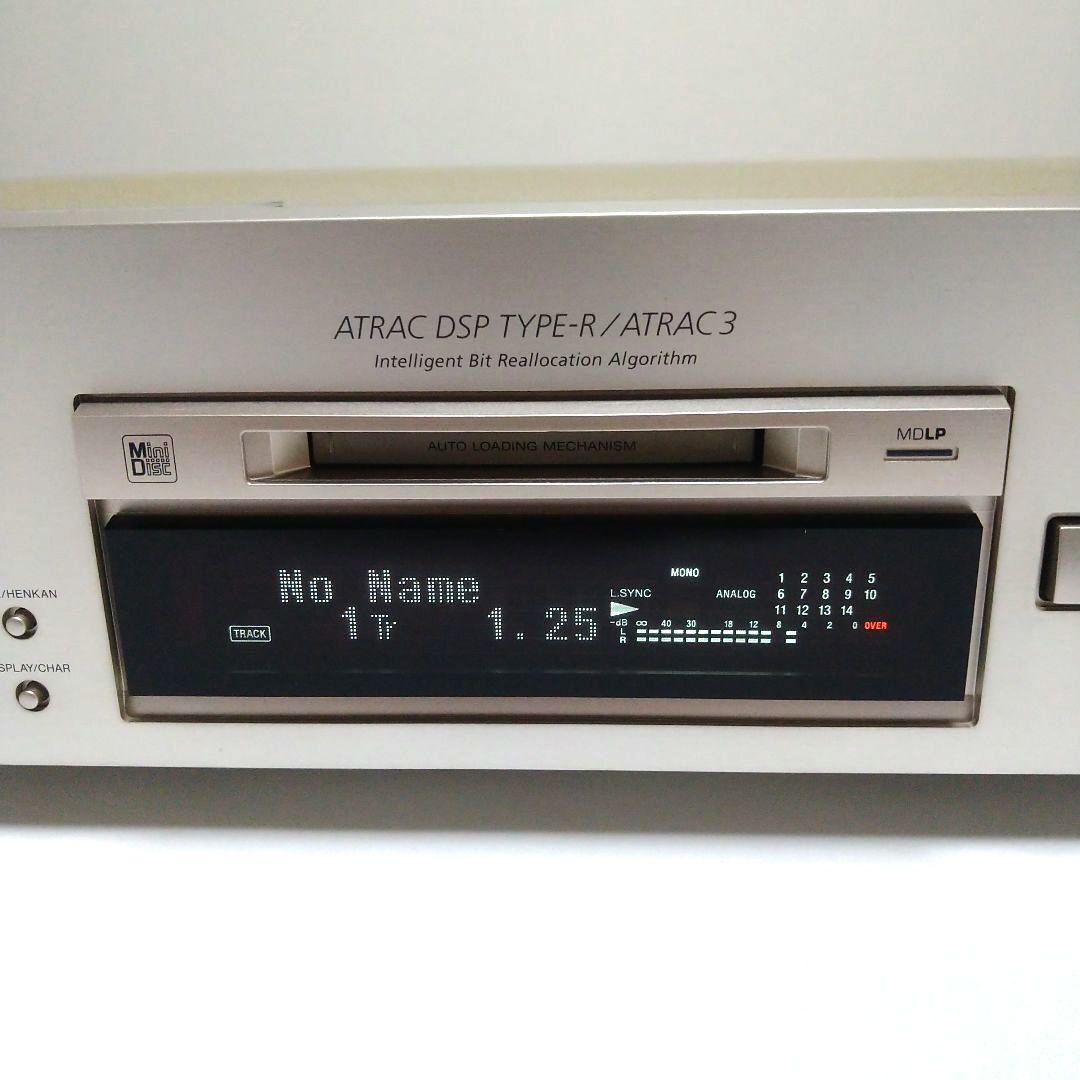 ATRAC DSP TYPE-R/ATRAC3
Intelligent Bit Reallocation Algorithm
Mini Disc
AUTO LOADING MECHANISM
MDLP
/HENKAN
SPLAY/CHAR
No Name
TRACK 1Tr 1.25
MONO
L.SYNC ANALOG
1 2 3 4 5
6 7 8 9 10
11 12 13 14
-dB ∞ 40 30 18 12 8 4 2 0 OVER
L
R